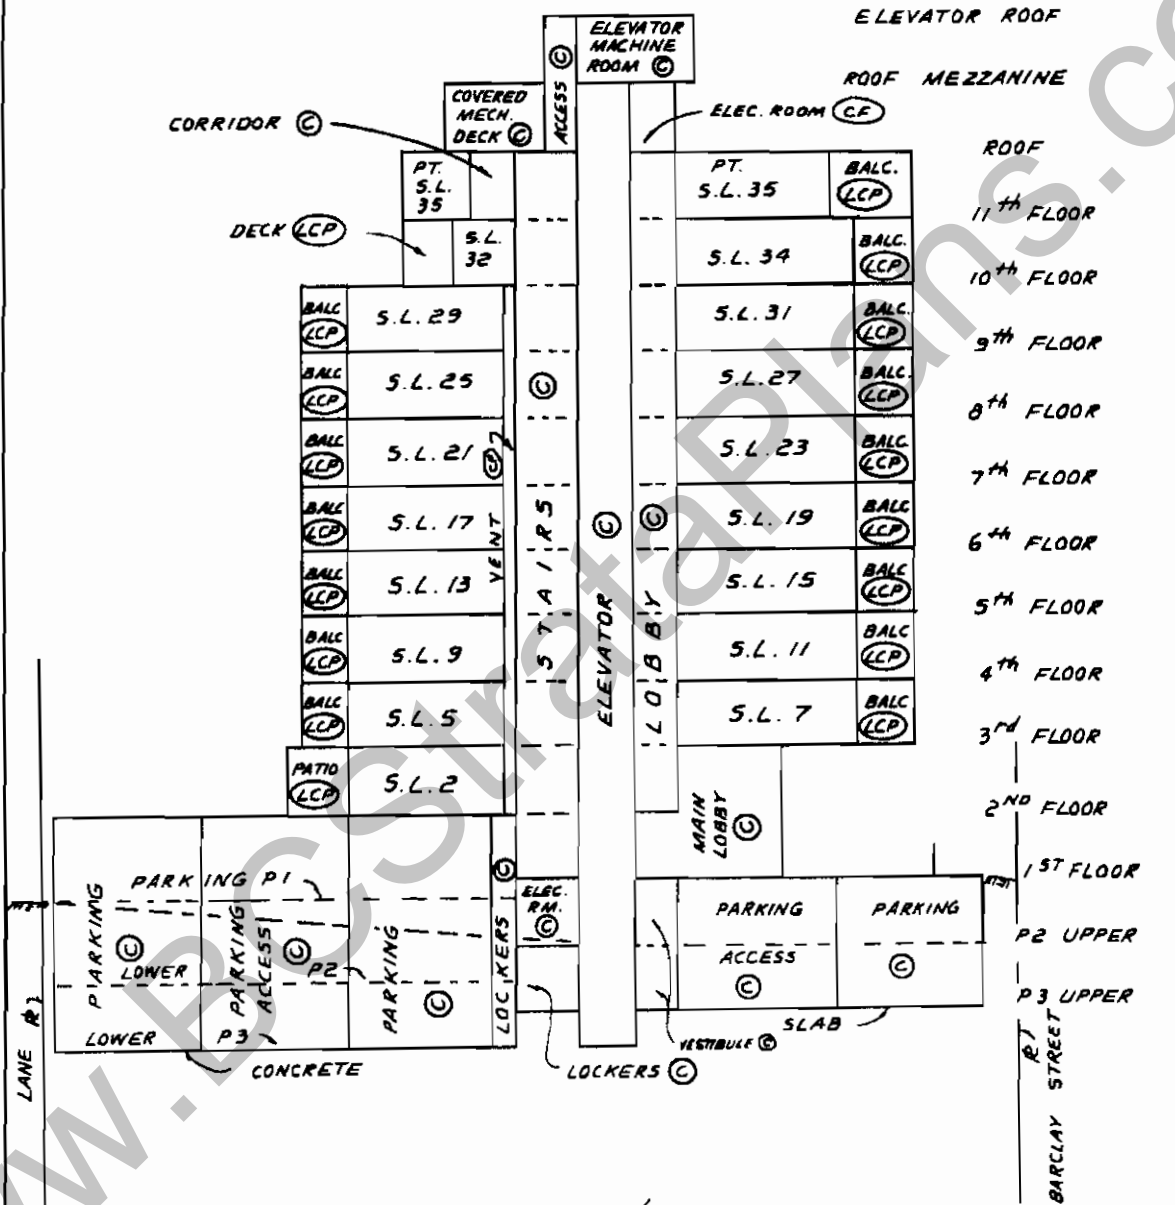 ELEVATOR ROOF
ELEVATOR
MACHINE
ROOM C
ACCESS C
ROOF MEZZANINE
COVERED
MECH.
DECK C
CORRIDOR C
ELEC. ROOM CF
ROOF
PT.
S.L.
35
PT.
S.L. 35
BALC.
LCP
11th FLOOR
DECK LCP
S.L.
32
S.L. 34
BALC.
LCP
10th FLOOR
BALC
LCP
S.L. 29
S.L. 31
BALC.
LCP
9th FLOOR
BALC
LCP
S.L. 25
C
S.L. 27
BALC.
LCP
8th FLOOR
BALC
LCP
S.L. 21
CP
VENT
S.L. 23
BALC
LCP
7th FLOOR
BALC
LCP
S.L. 17
STAIRS
C
ELEVATOR
C
LOBBY
S.L. 19
BALC
LCP
6th FLOOR
BALC
LCP
S.L. 13
S.L. 15
BALC
LCP
5th FLOOR
BALC
LCP
S.L. 9
S.L. 11
BALC
LCP
4th FLOOR
BALC
LCP
S.L. 5
S.L. 7
BALC
LCP
3rd FLOOR
PATIO
LCP
S.L. 2
MAIN
LOBBY
C
2ND FLOOR
1ST FLOOR
PARKING P1
PARKING
C
LOWER
LOWER
PARKING
ACCESS
C
P2
P3
PARKING
C
LOCKERS
C
ELEC.
RM.
C
PARKING
ACCESS
C
PARKING
C
P2 UPPER
P3 UPPER
SLAB
VESTIBULE C
LOCKERS C
CONCRETE
LANE
BARCLAY STREET
www.BCStrataPlans.co